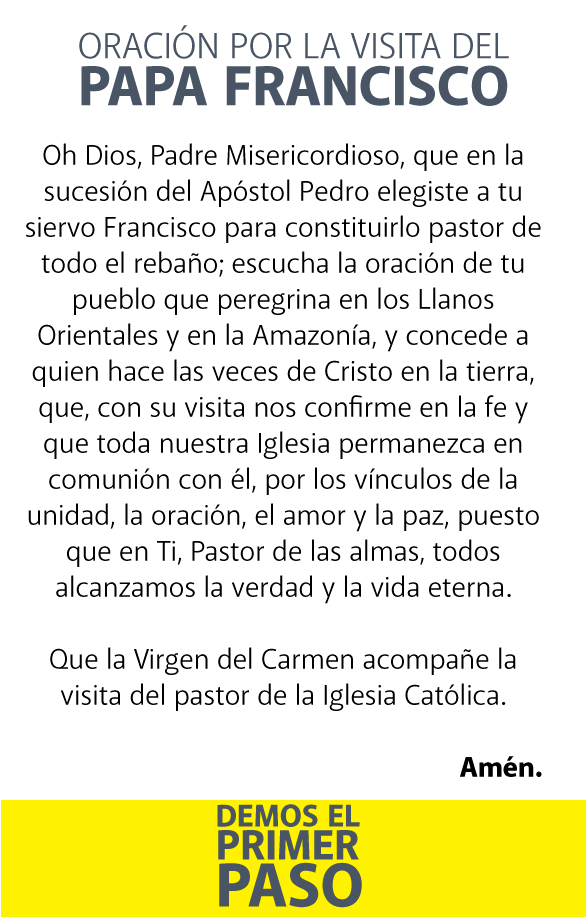 ORACIÓN POR LA VISITA DEL
PAPA FRANCISCO
Oh Dios, Padre Misericordioso, que en la
sucesión del Apóstol Pedro elegiste a tu
siervo Francisco para constituirlo pastor de
todo el rebaño; escucha la oración de tu
pueblo que peregrina en los Llanos
Orientales y en la Amazonía, y concede a
quien hace las veces de Cristo en la tierra,
que, con su visita nos confirme en la fe y
que toda nuestra Iglesia permanezca en
comunión con él, por los vínculos de la
unidad, la oración, el amor y la paz, puesto
que en Ti, Pastor de las almas, todos
alcanzamos la verdad y la vida eterna.
Que la Virgen del Carmen acompañe la
visita del pastor de la Iglesia Católica.
Amén.
DEMOS EL
PRIMER
PASO